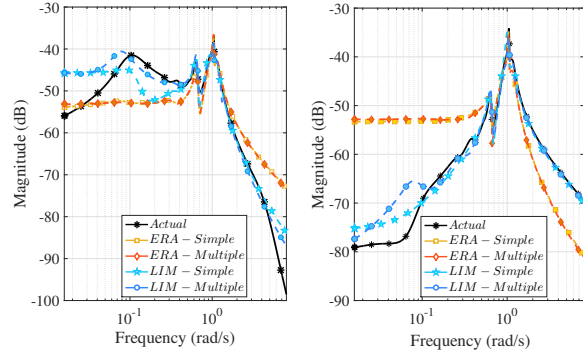 -30
-40
-50
-60
-70
-80
-90
-100
Magnitude (dB)
Actual
ERA − Simple
ERA − Multiple
LIM − Simple
LIM − Multiple
10^-1
10^0
Frequency (rad/s)
-30
-40
-50
-60
-70
-80
-90
Magnitude (dB)
Actual
ERA − Simple
ERA − Multiple
LIM − Simple
LIM − Multiple
10^-1
10^0
Frequency (rad/s)